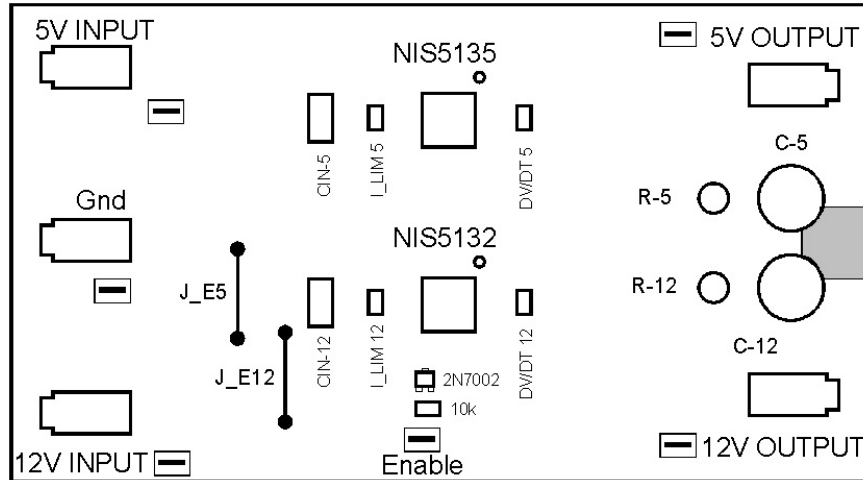 5V INPUT
NIS5135
5V OUTPUT
CIN-5
I_LIM 5
DV/DT 5
C-5
R-5
Gnd
NIS5132
R-12
J_E5
C-12
CIN-12
I_LIM 12
DV/DT 12
J_E12
2N7002
10k
12V INPUT
Enable
12V OUTPUT